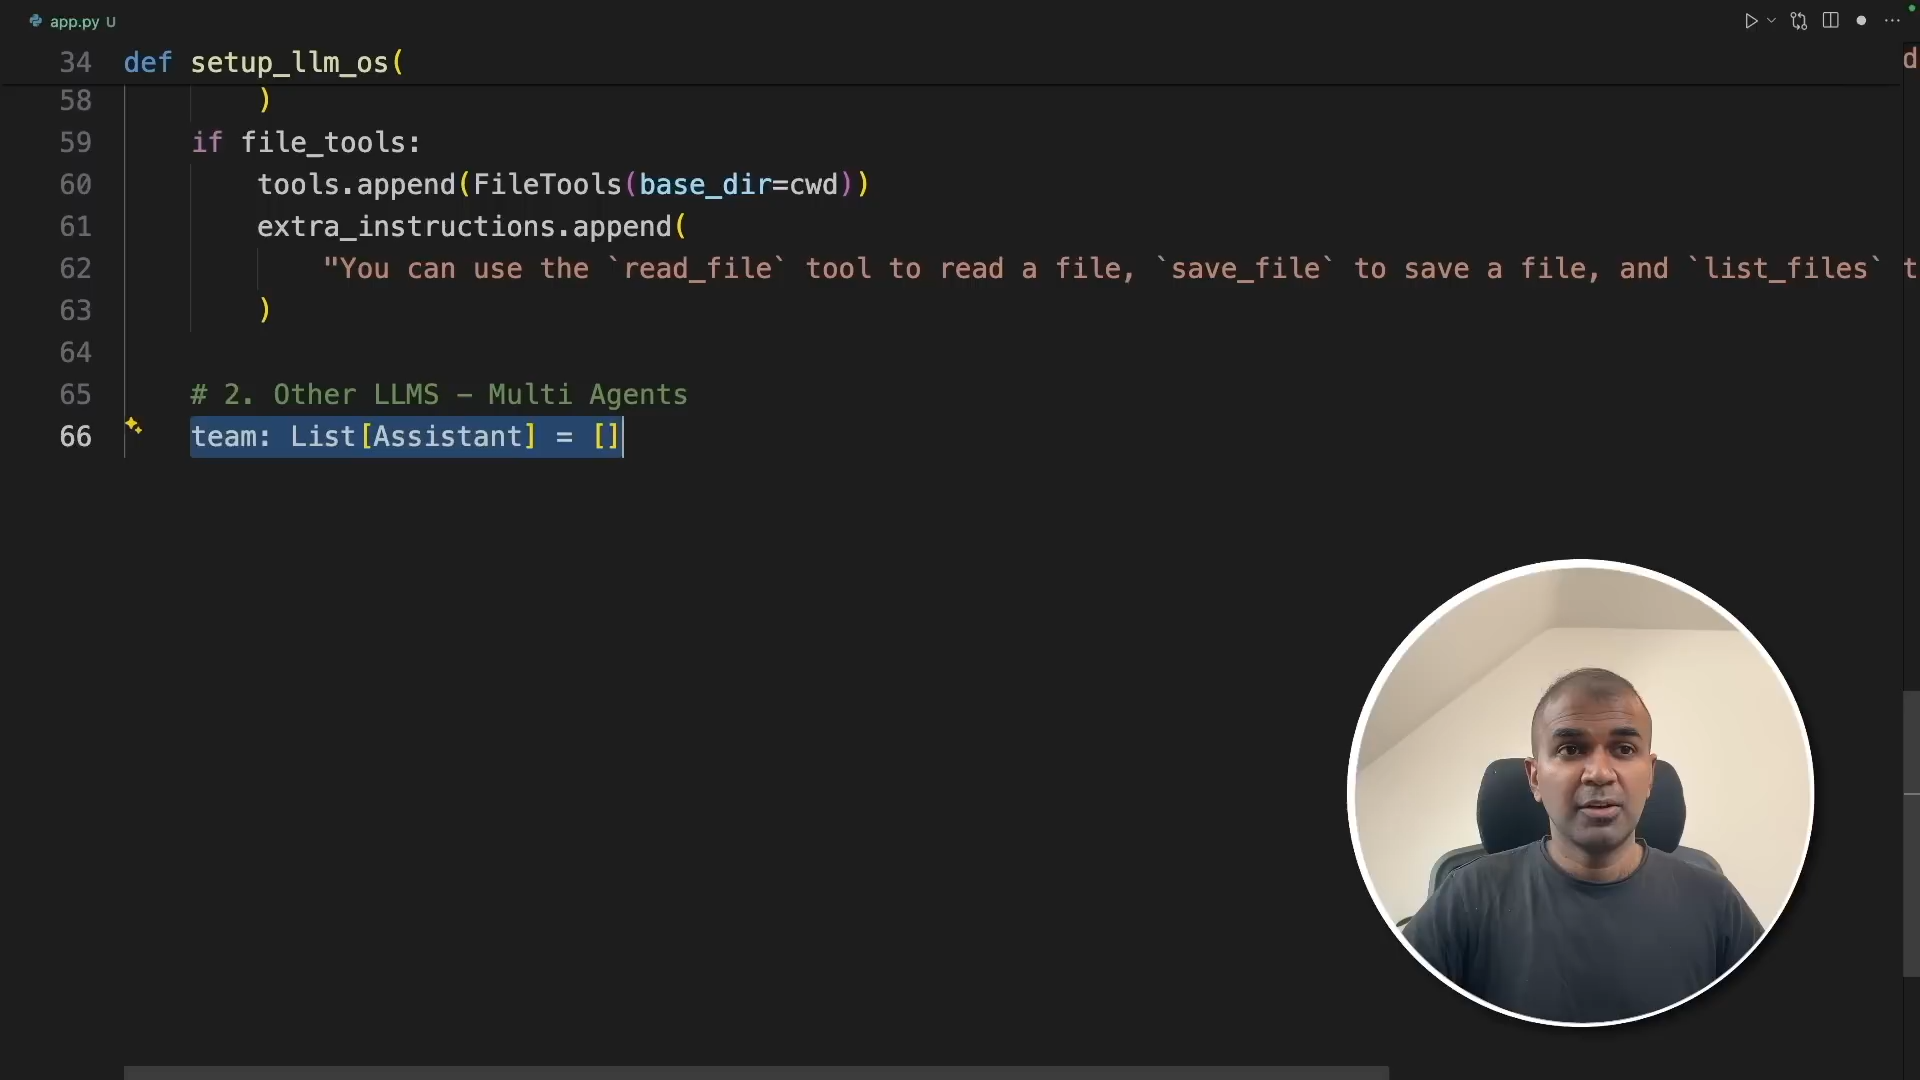 app.py U
34 def setup_llm_os(
58 )
59 if file_tools:
60 tools.append(FileTools(base_dir=cwd))
61 extra_instructions.append(
62 "You can use the `read_file` tool to read a file, `save_file` to save a file, and `list_files` t
63 )
64
65 # 2. Other LLMS – Multi Agents
66 team: List[Assistant] = []